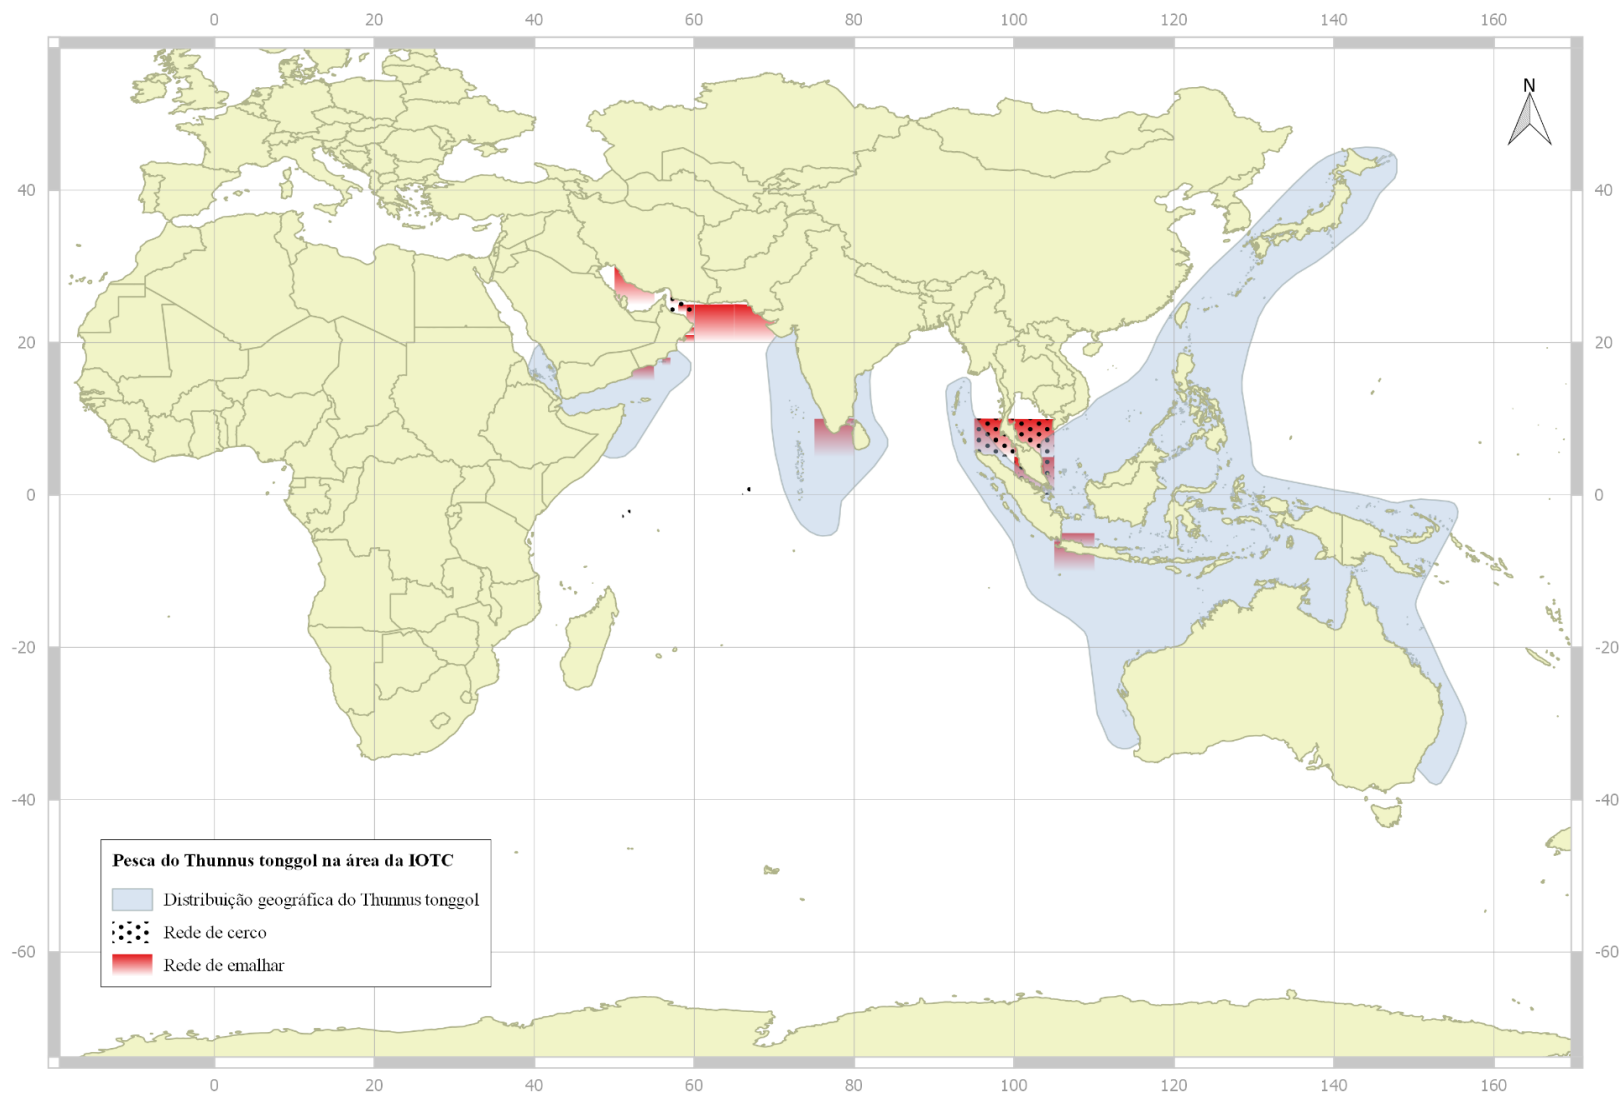 0 20 40 60 80 100 120 140 160
N
40 40
20 20
0 0
-20 -20
-40 -40
Pesca do Thunnus tonggol na área da IOTC
Distribuição geográfica do Thunnus tonggol
Rede de cerco
-60 -60
Rede de emalhar
0 20 40 60 80 100 120 140 160